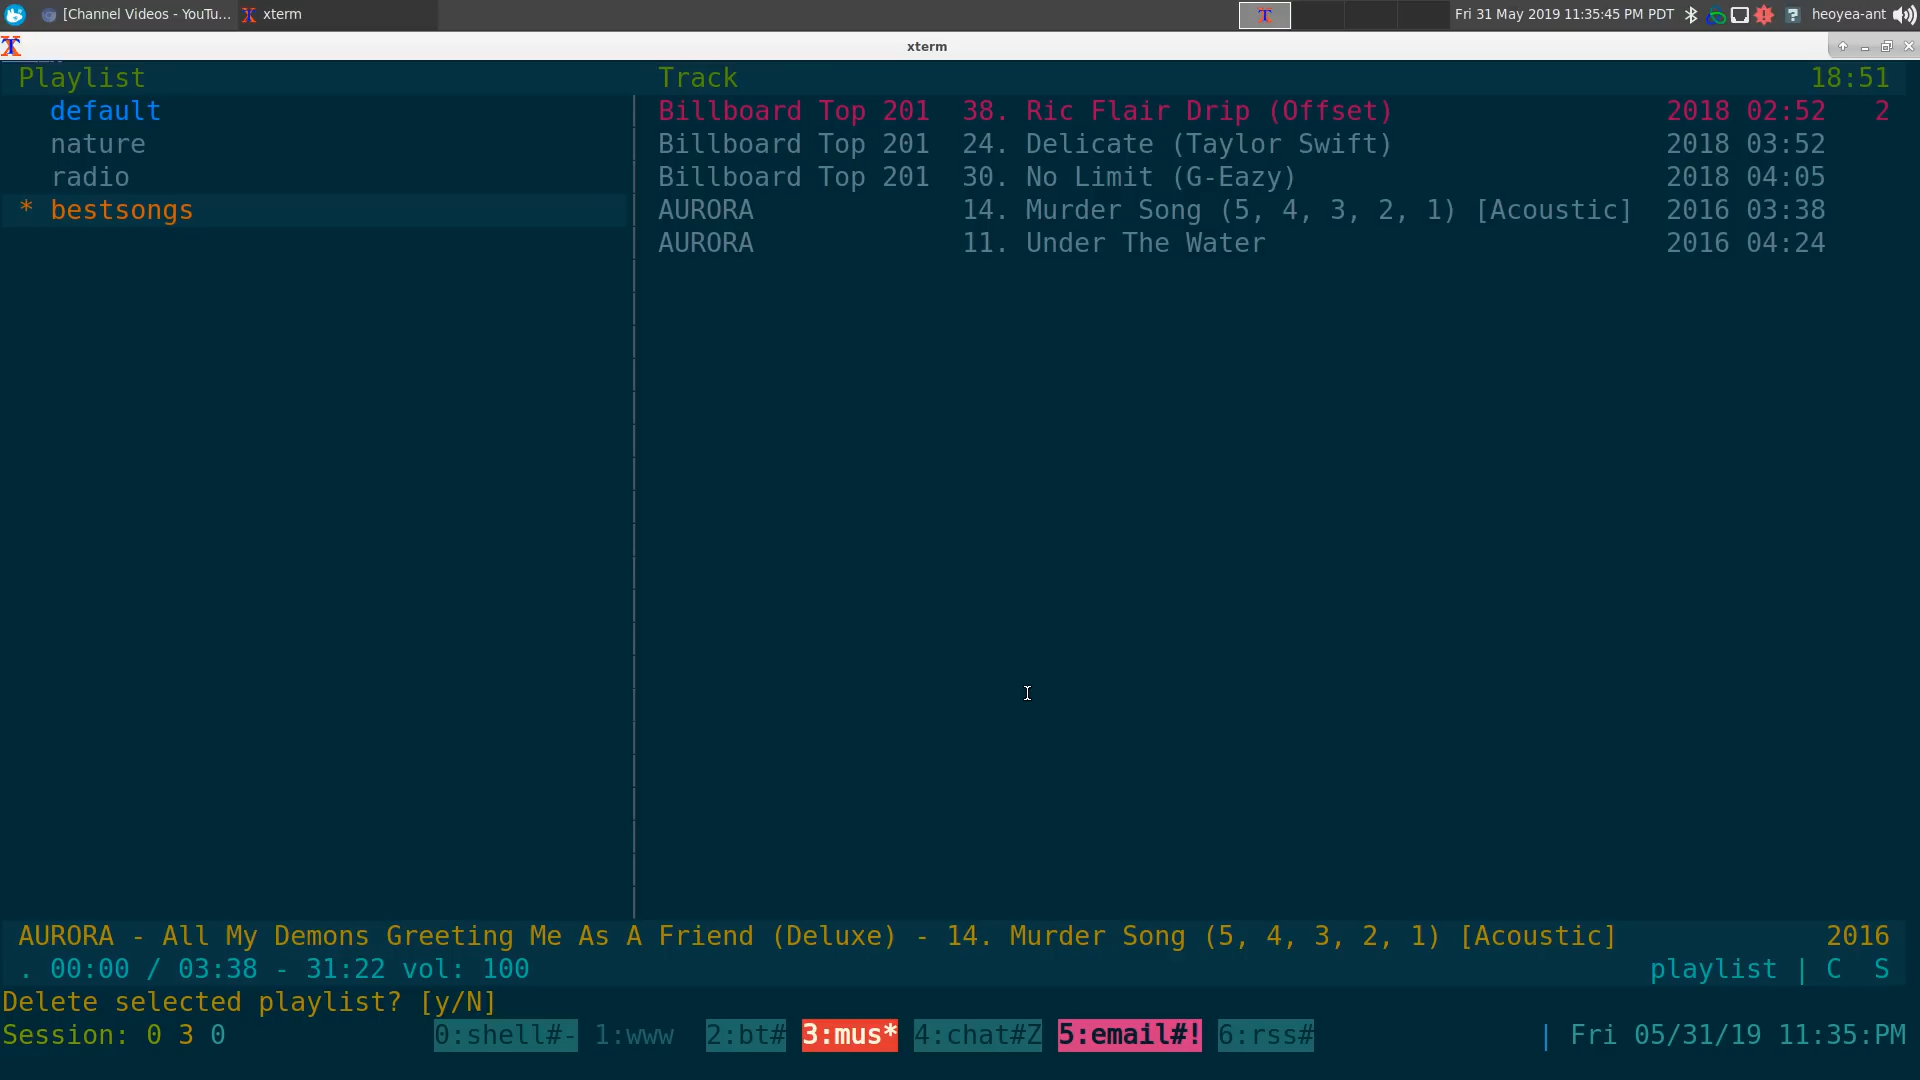 [Channel Videos - YouTu... xterm Fri 31 May 2019 11:35:45 PM PDT heoyea-ant
xterm
Playlist Track 18:51
default Billboard Top 201 38. Ric Flair Drip (Offset) 2018 02:52 2
nature Billboard Top 201 24. Delicate (Taylor Swift) 2018 03:52
radio Billboard Top 201 30. No Limit (G-Eazy) 2018 04:05
* bestsongs AURORA 14. Murder Song (5, 4, 3, 2, 1) [Acoustic] 2016 03:38
AURORA 11. Under The Water 2016 04:24
AURORA - All My Demons Greeting Me As A Friend (Deluxe) - 14. Murder Song (5, 4, 3, 2, 1) [Acoustic] 2016
. 00:00 / 03:38 - 31:22 vol: 100 playlist | C S
Delete selected playlist? [y/N]
Session: 0 3 0 0:shell#- 1:www 2:bt# 3:mus* 4:chat#Z 5:email#! 6:rss# | Fri 05/31/19 11:35:PM